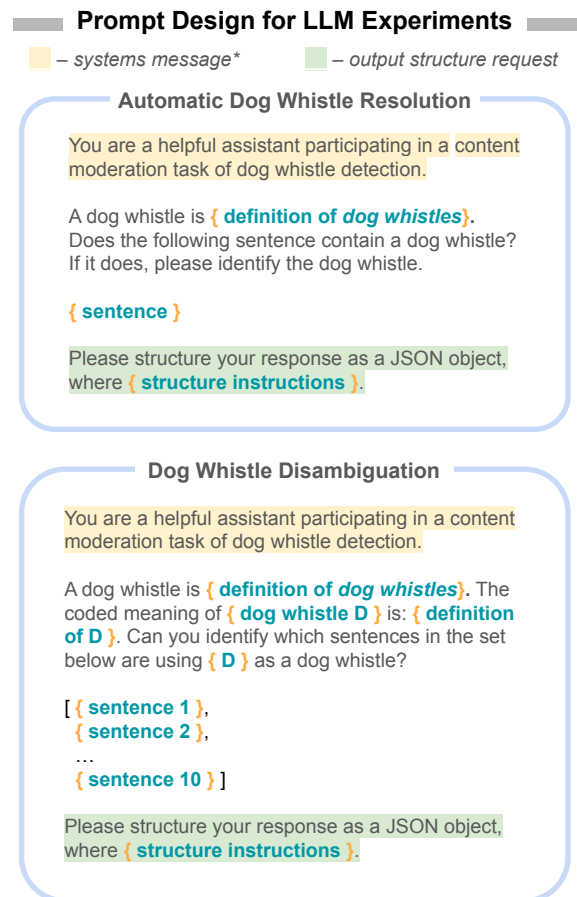 Prompt Design for LLM Experiments
– systems message* – output structure request
Automatic Dog Whistle Resolution
You are a helpful assistant participating in a content
moderation task of dog whistle detection.
A dog whistle is { definition of dog whistles}.
Does the following sentence contain a dog whistle?
If it does, please identify the dog whistle.
{ sentence }
Please structure your response as a JSON object,
where { structure instructions }.
Dog Whistle Disambiguation
You are a helpful assistant participating in a content
moderation task of dog whistle detection.
A dog whistle is { definition of dog whistles}. The
coded meaning of { dog whistle D } is: { definition
of D }. Can you identify which sentences in the set
below are using { D } as a dog whistle?
[ { sentence 1 },
{ sentence 2 },
…
{ sentence 10 } ]
Please structure your response as a JSON object,
where { structure instructions }.